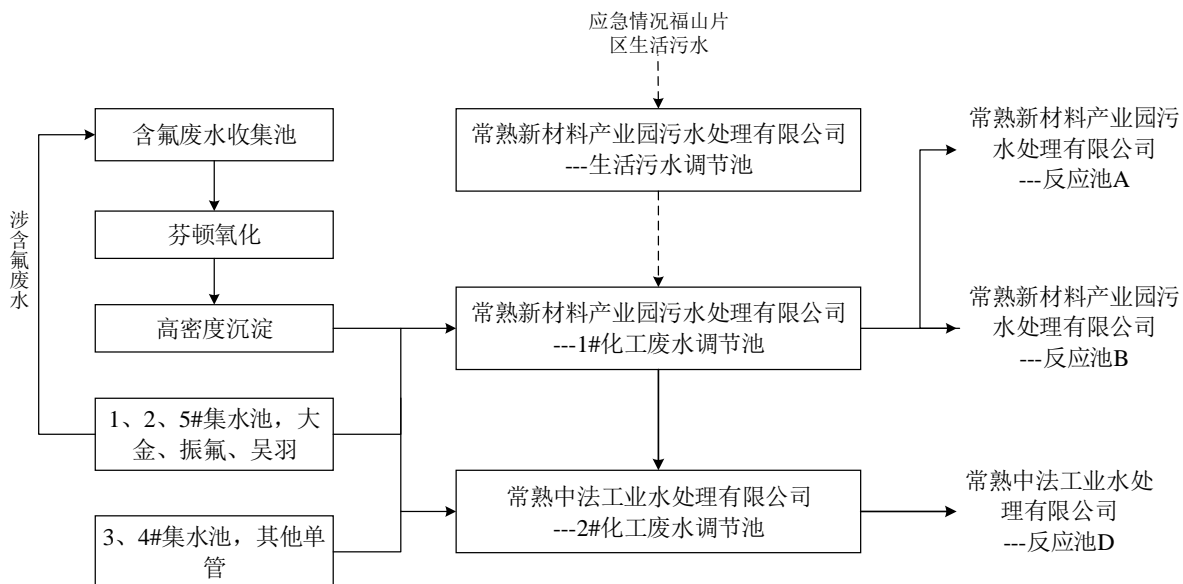 应急情况福山片
区生活污水
含氟废水收集池
常熟新材料产业园污水处理有限公司
---生活污水调节池
常熟新材料产业园污
水处理有限公司
---反应池A
涉含氟废水
芬顿氧化
高密度沉淀
常熟新材料产业园污水处理有限公司
---1#化工废水调节池
常熟新材料产业园污
水处理有限公司
---反应池B
1、2、5#集水池，大
金、振氟、吴羽
常熟中法工业水处理有限公司
---2#化工废水调节池
常熟中法工业水处
理有限公司
---反应池D
3、4#集水池，其他单
管